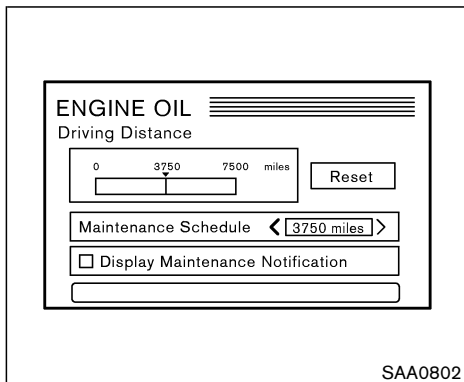 ENGINE OIL
Driving Distance
0 3750 7500 miles
Reset
Maintenance Schedule < 3750 miles >
Display Maintenance Notification
SAA0802